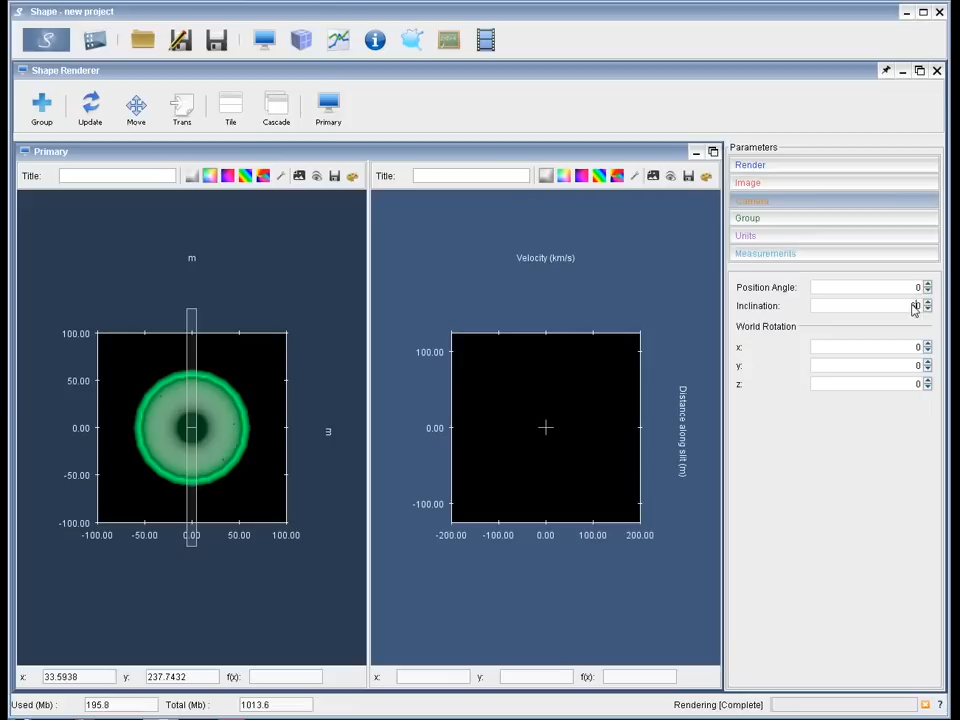 Shape - new project
Shape Renderer
Group Update Move Trans Tile Cascade Primary
Parameters
Primary
Render
Title: Title:
Image
Camera
Group
Units
Measurements
m Velocity (km/s)
Position Angle: 0
Inclination: 0
World Rotation
x: 0
y: 0
z: 0
100.00 100.00
50.00
0.00 0.00
m
Distance along slit (m)
-50.00
-100.00 -100.00
-100.00 -50.00 0.00 50.00 100.00 -200.00 -100.00 0.00 100.00 200.00
x: 33.5938 y: 237.7432 f(x): x: y: f(x):
Used (Mb) : 195.8 Total (Mb) : 1013.6 Rendering [Complete] ?